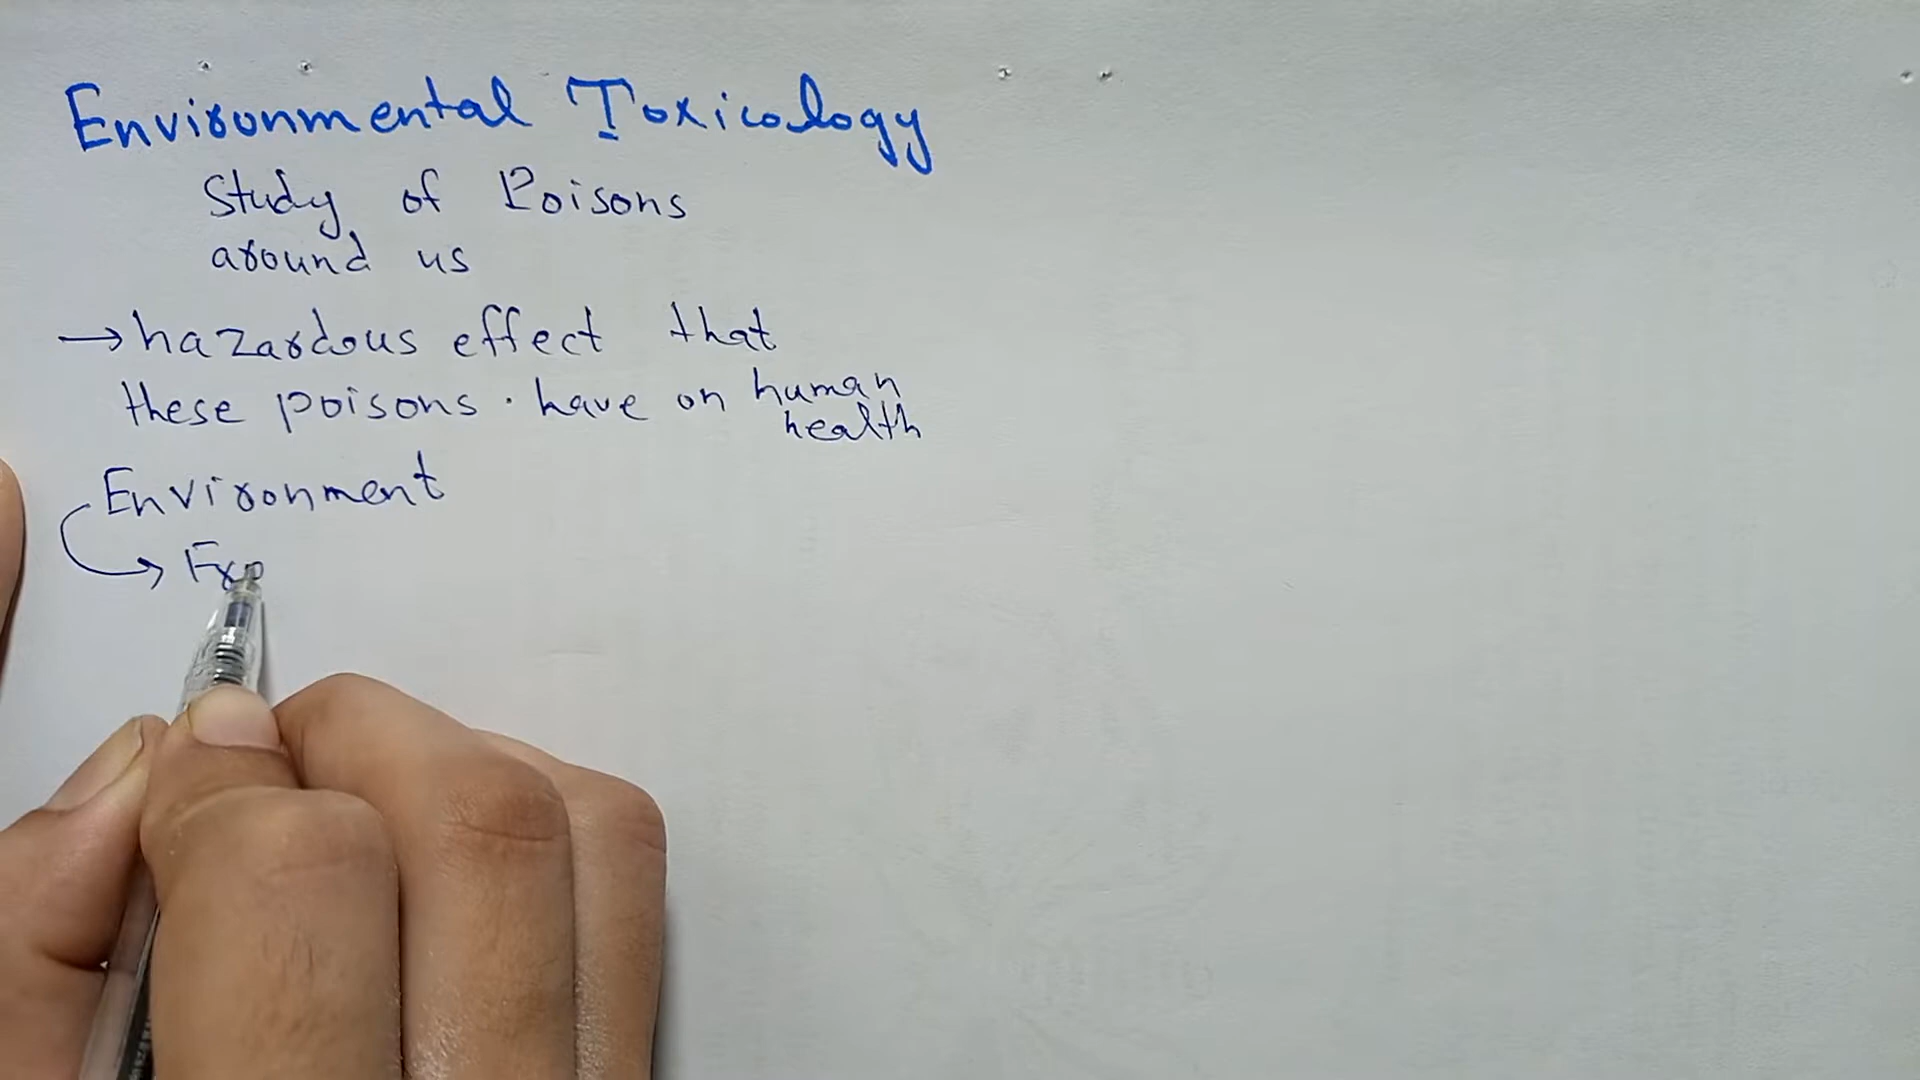 Environmental Toxicology
Study of Poisons
around us
→ hazardous effect that
these poisons · have on human
health
Environment